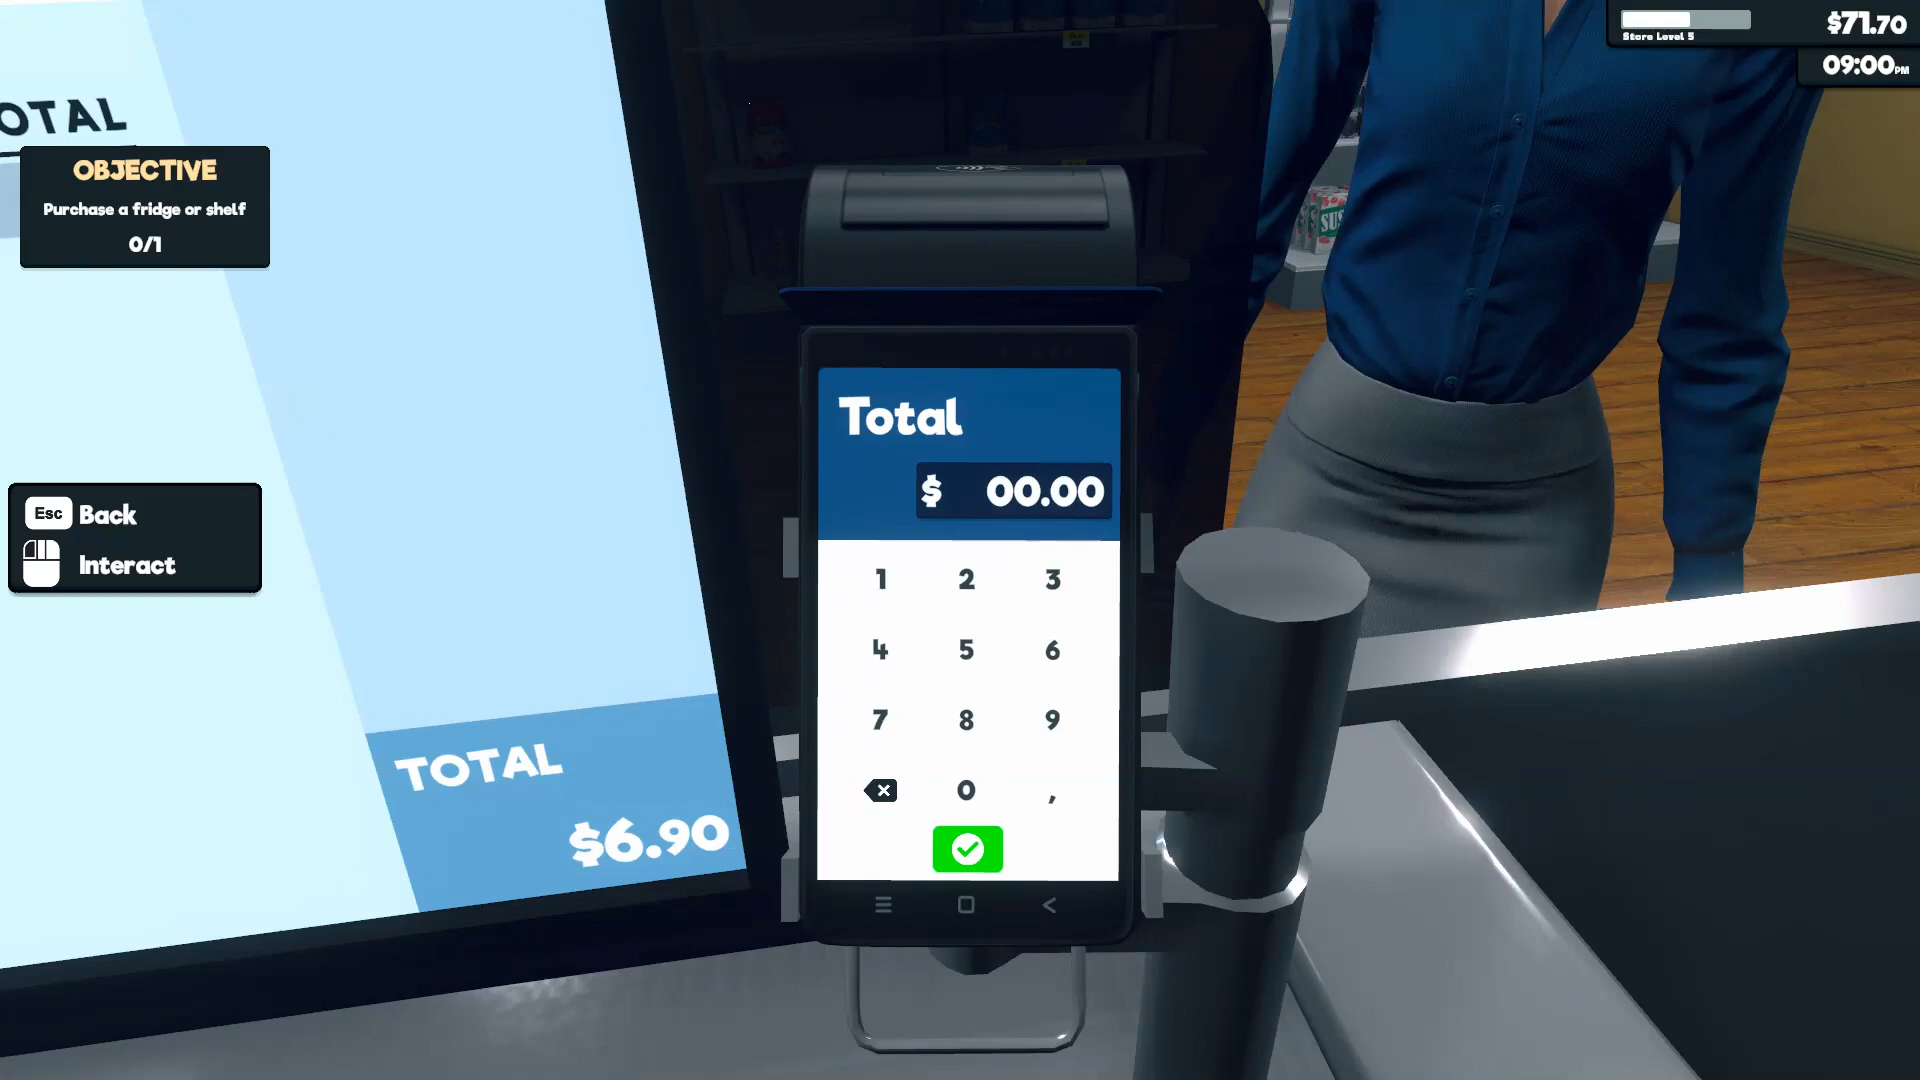 $71.70
Store Level 5
09:00PM
OTAL
OBJECTIVE
Purchase a fridge or shelf
0/1
SUS
Total
$ 00.00
Esc Back
Interact
1 2 3
4 5 6
7 8 9
0 ,
TOTAL
$6.90